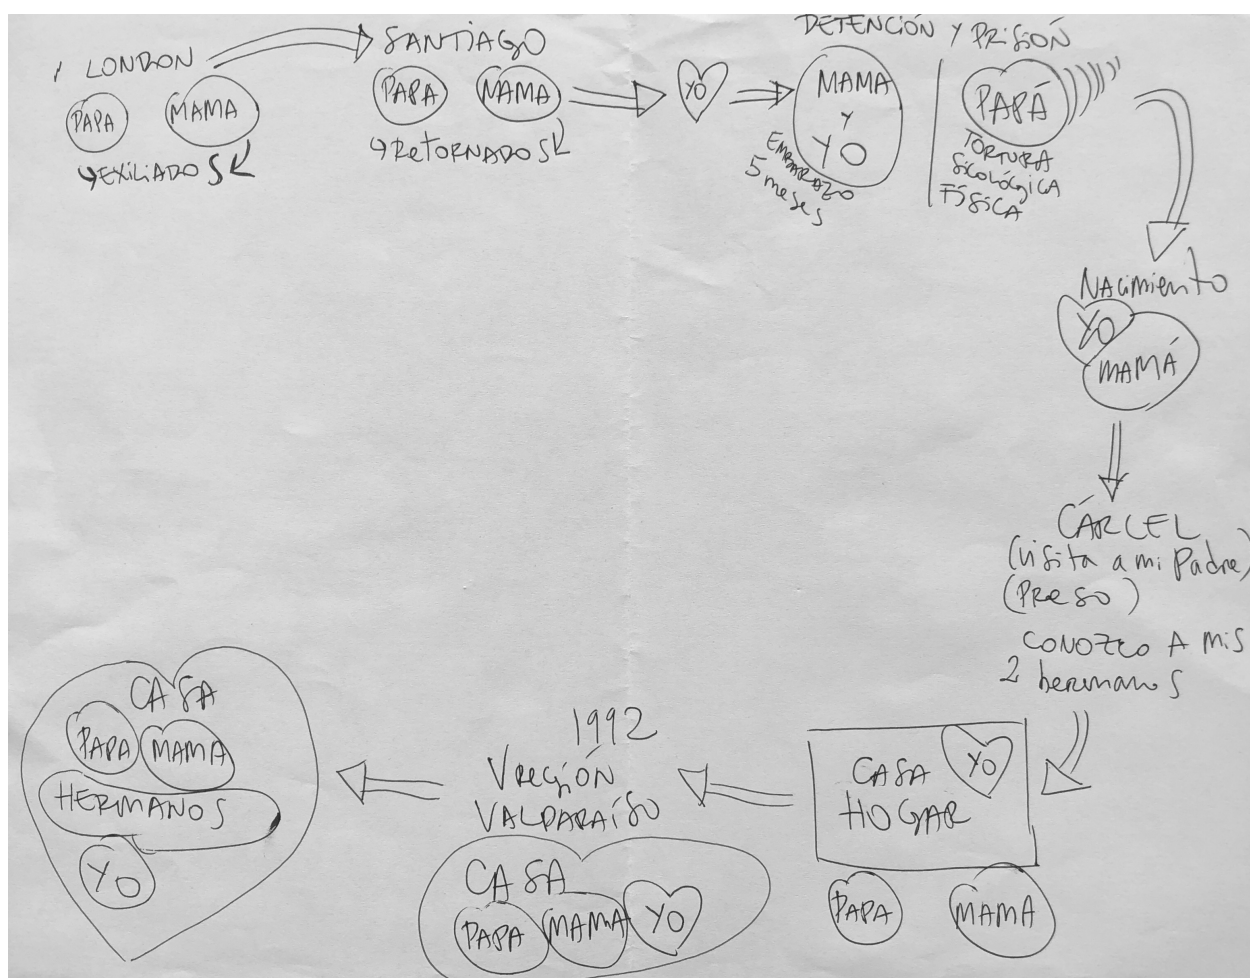 LONDON
PAPA
MAMA
EXILIADOS
SANTIAGO
PAPA
MAMA
RETORNADOS
YO
DETENCIÓN Y PRISIÓN
MAMA
Y
YO
EMBARAZO
5 meses
PAPÁ
TORTURA
SICOLÓGICA
FÍSICA
NACimiento
YO
MAMÁ
CÁRCEL
(visita a mi Padre)
(PReso)
CONOZCO A Mis
2 hermanos
CASA
HOGAR
YO
PAPA
MAMA
1992
V REGIÓN
VALPARAÍSO
CASA
PAPA
MAMA
YO
CASA
PAPA
MAMA
HERMANOS
YO